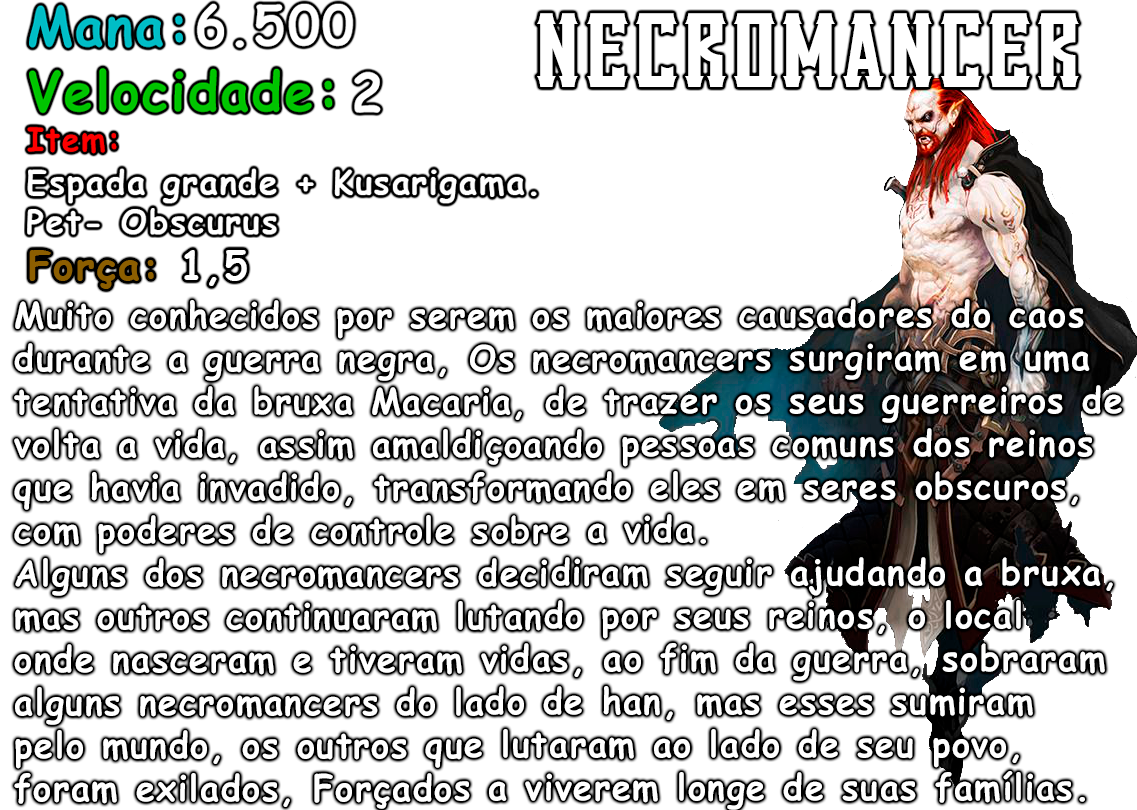 Mana:6.500
NECROMANCER
Velocidade: 2
Item:
Espada grande + Kusarigama.
Pet- Obscurus
Força: 1,5
Muito conhecidos por serem os maiores causadores do caos
durante a guerra negra, Os necromancers surgiram em uma
tentativa da bruxa Macaria, de trazer os seus guerreiros de
volta a vida, assim amaldiçoando pessoas comuns dos reinos
que havia invadido, transformando eles em seres obscuros,
com poderes de controle sobre a vida.
Alguns dos necromancers decidiram seguir ajudando a bruxa,
mas outros continuaram lutando por seus reinos, o local
onde nasceram e tiveram vidas, ao fim da guerra, sobraram
alguns necromancers do lado de han, mas esses sumiram
pelo mundo, os outros que lutaram ao lado de seu povo,
foram exilados, Forçados a viverem longe de suas famílias.